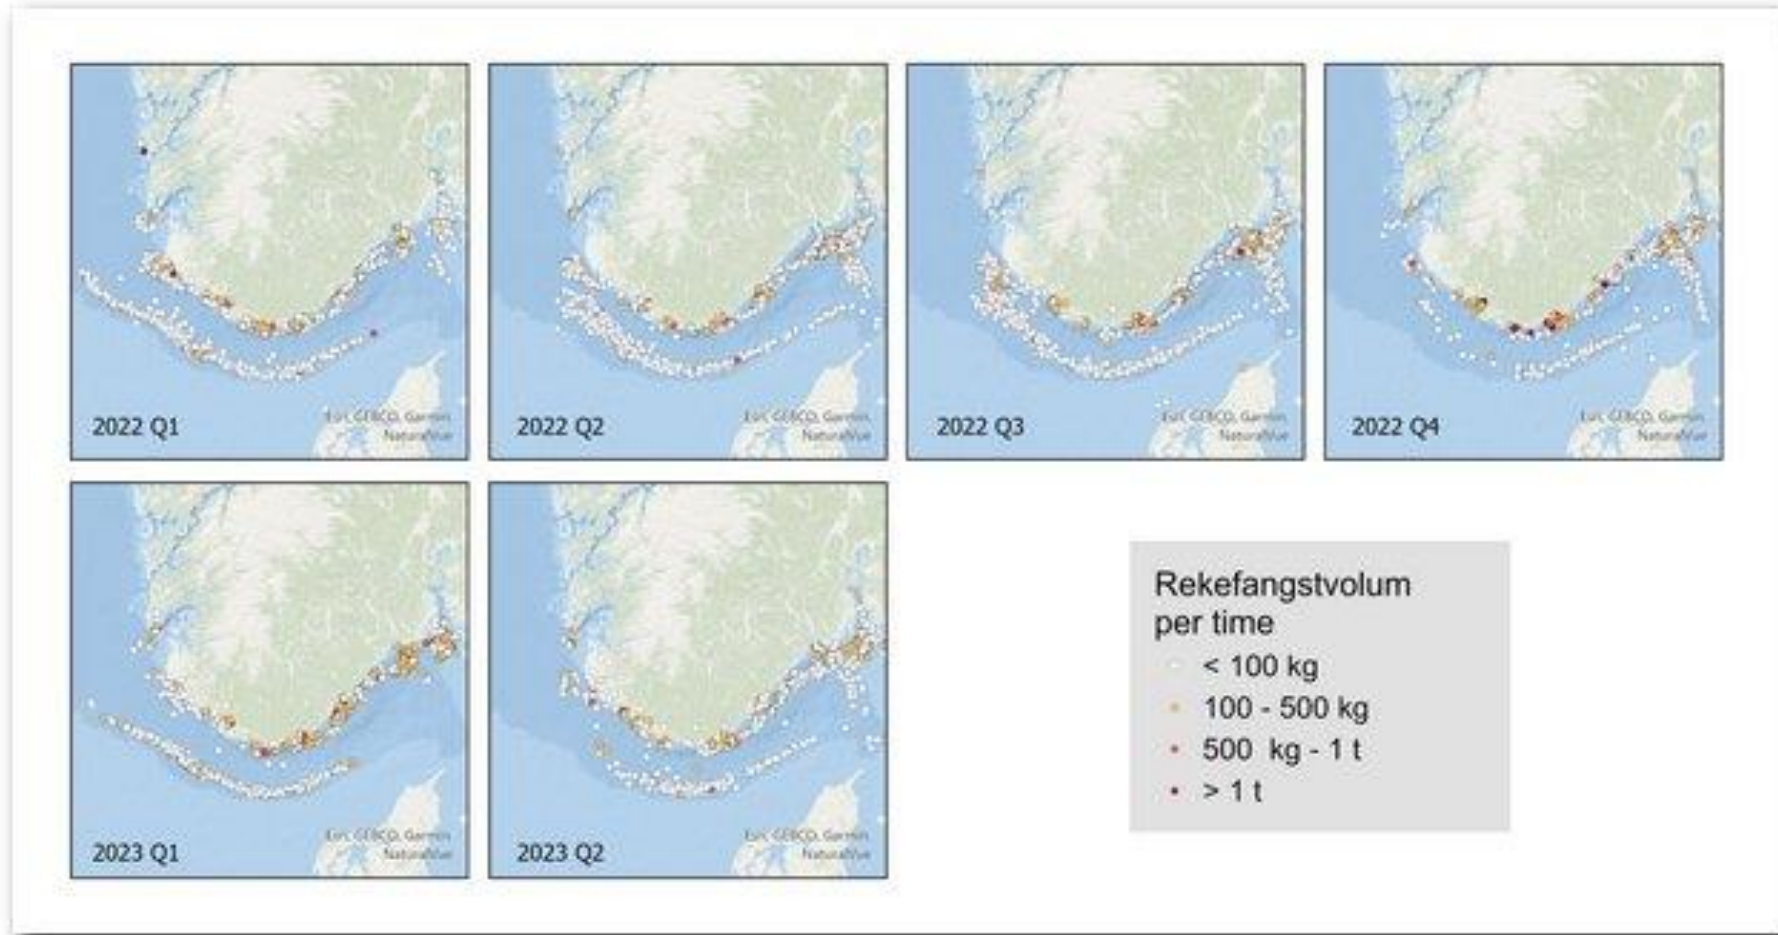 Esri, GEBCO, Garmin,
NaturalVue
2022 Q1
Esri, GEBCO, Garmin,
NaturalVue
2022 Q2
Esri, GEBCO, Garmin,
NaturalVue
2022 Q3
Esri, GEBCO, Garmin,
NaturalVue
2022 Q4
Esri, GEBCO, Garmin,
NaturalVue
2023 Q1
Esri, GEBCO, Garmin,
NaturalVue
2023 Q2
Rekefangstvolum
per time
< 100 kg
100 - 500 kg
500 kg - 1 t
> 1 t